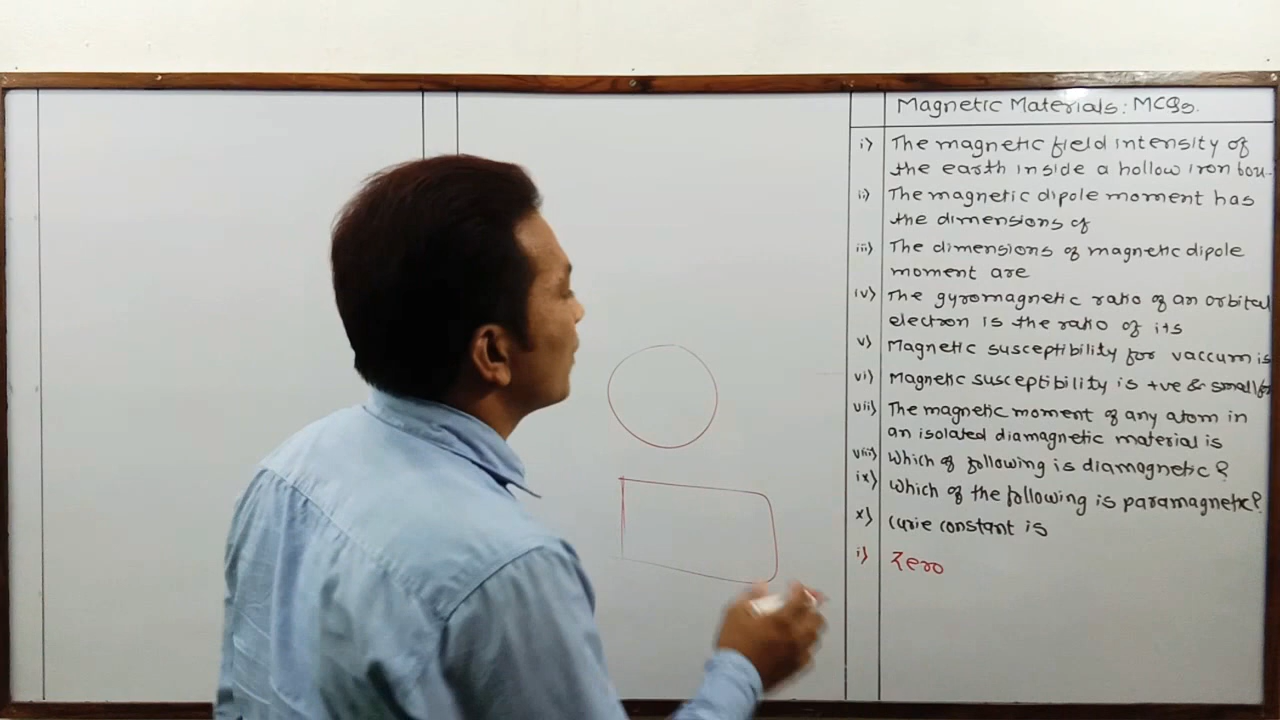 Magnetic Materials: MCQs.
i) The magnetic field intensity of
the earth inside a hollow iron box.
ii) The magnetic dipole moment has
the dimensions of
iii) The dimensions of magnetic dipole
moment are
iv) The gyromagnetic ratio of an orbital
electron is the ratio of its
v) Magnetic susceptibility for vaccum is
vi) Magnetic susceptibility is +ve & small for
vii) The magnetic moment of any atom in
an isolated diamagnetic material is
viii) Which of following is diamagnetic?
ix) Which of the following is paramagnetic?
x) Curie constant is
i) Zero